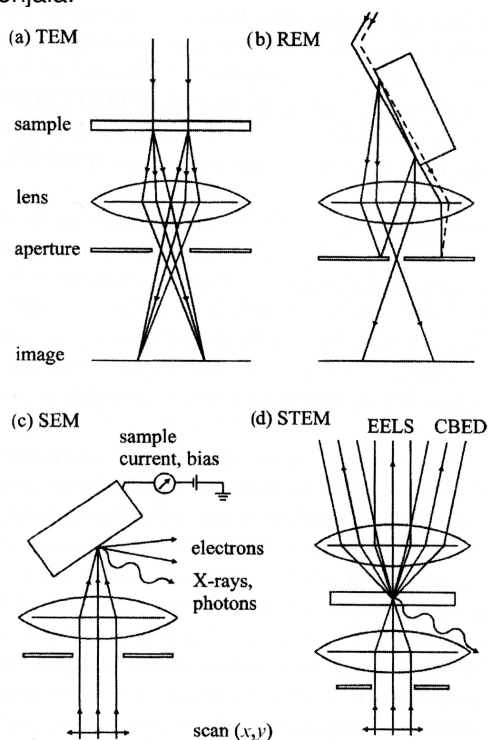 (a) TEM
(b) REM
sample
lens
aperture
image
(c) SEM
sample
current, bias
electrons
X-rays,
photons
(d) STEM
EELS CBED
scan (x,y)